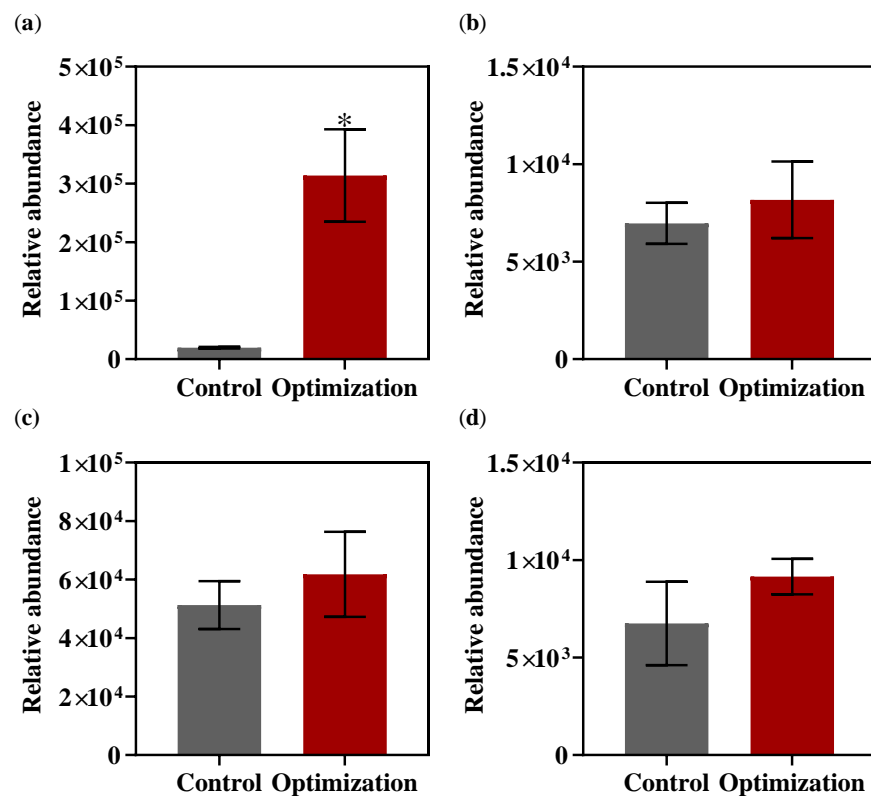 (a)
Relative abundance
5×10⁵
4×10⁵
3×10⁵
2×10⁵
1×10⁵
0
*
Control Optimization
(b)
Relative abundance
1.5×10⁴
1×10⁴
5×10³
0
Control Optimization
(c)
Relative abundance
1×10⁵
8×10⁴
6×10⁴
4×10⁴
2×10⁴
0
Control Optimization
(d)
Relative abundance
1.5×10⁴
1×10⁴
5×10³
0
Control Optimization